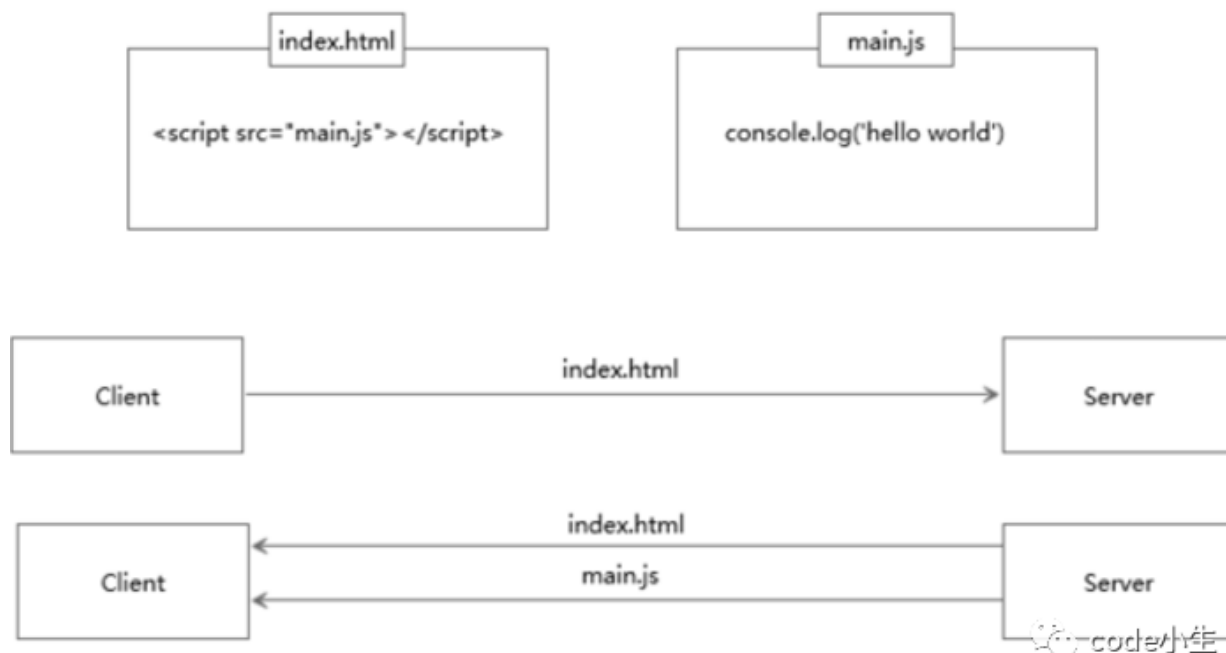 index.html
main.js
<script src="main.js"></script>
console.log('hello world')
index.html
Client
Server
index.html
main.js
Client
Server
code小生